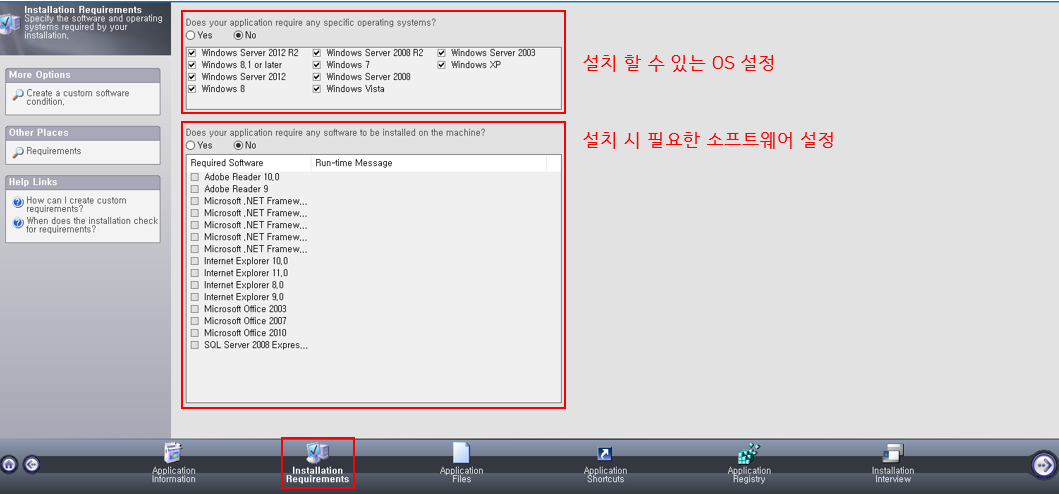 Installation Requirements
Specify the software and operating
systems required by your
installation.
More Options
Create a custom software
condition.
Other Places
Requirements
Help Links
How can I create custom
requirements?
When does the installation check
for requirements?
Does your application require any specific operating systems?
Yes No
Windows Server 2012 R2 Windows Server 2008 R2 Windows Server 2003
Windows 8.1 or later Windows 7 Windows XP
Windows Server 2012 Windows Server 2008
Windows 8 Windows Vista
설치 할 수 있는 OS 설정
Does your application require any software to be installed on the machine?
Yes No
설치 시 필요한 소프트웨어 설정
Required Software Run-time Message
Adobe Reader 10.0
Adobe Reader 9
Microsoft .NET Framew...
Microsoft .NET Framew...
Microsoft .NET Framew...
Microsoft .NET Framew...
Microsoft .NET Framew...
Internet Explorer 10.0
Internet Explorer 11.0
Internet Explorer 8.0
Internet Explorer 9.0
Microsoft Office 2003
Microsoft Office 2007
Microsoft Office 2010
SQL Server 2008 Expres...
Application
Information
Installation
Requirements
Application
Files
Application
Shortcuts
Application
Registry
Installation
Interview